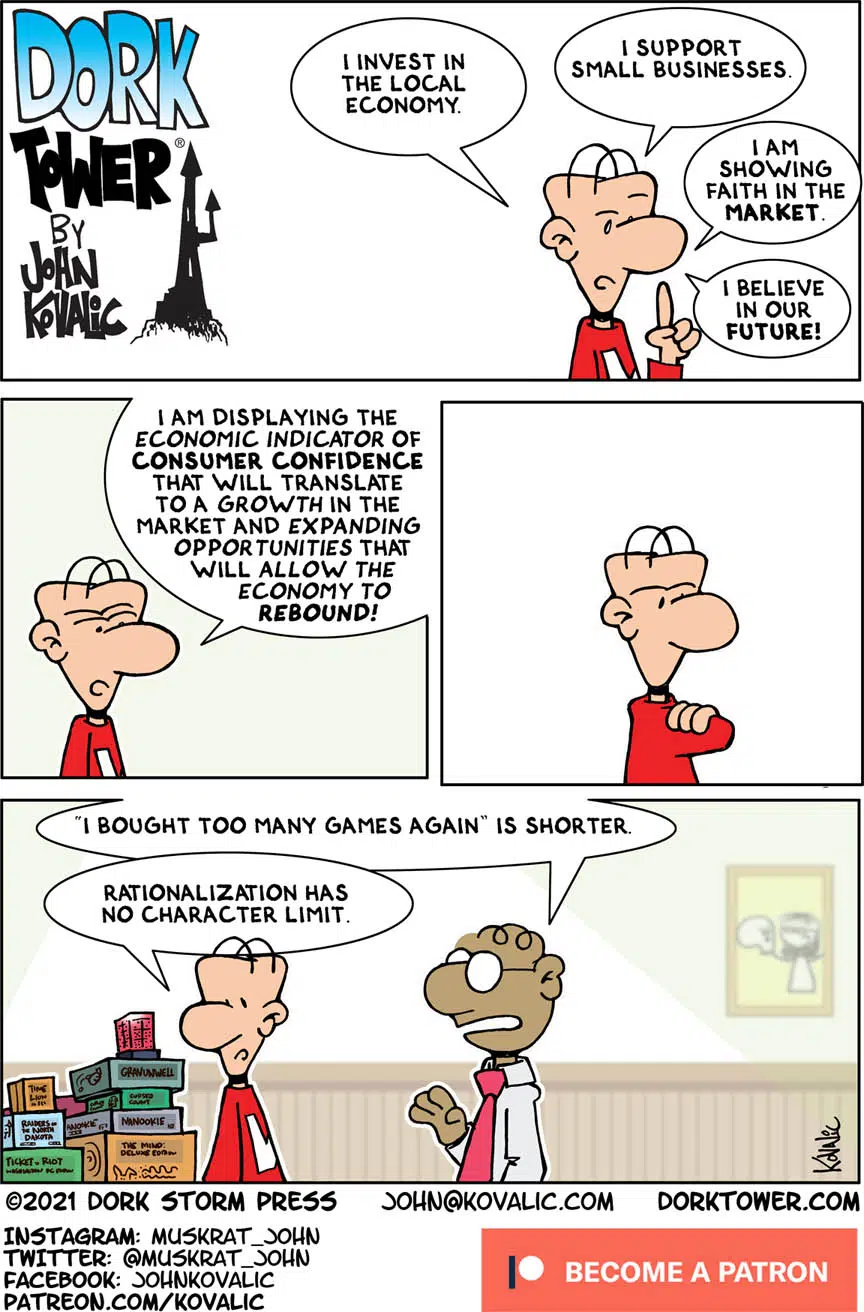 DORK
TOWER®
BY
JOHN
KOVALIC
I INVEST IN
THE LOCAL
ECONOMY.
I SUPPORT
SMALL BUSINESSES.
I AM
SHOWING
FAITH IN THE
MARKET.
I BELIEVE
IN OUR
FUTURE!
I AM DISPLAYING THE
ECONOMIC INDICATOR OF
CONSUMER CONFIDENCE
THAT WILL TRANSLATE
TO A GROWTH IN THE
MARKET AND EXPANDING
OPPORTUNITIES THAT
WILL ALLOW THE
ECONOMY TO
REBOUND!
"I BOUGHT TOO MANY GAMES AGAIN" IS SHORTER.
RATIONALIZATION HAS
NO CHARACTER LIMIT.
GRAVUNWELL
TIME
LION
CURSED
COUNT
RAIDERS OF
THE NORTH
DAKOTA
NANOOKIE
THE MIND:
DELUXE EDITION
TICKET TO RIOT
WASHINGTON DC EDITION
KOVALIC
©2021 DORK STORM PRESS
JOHN@KOVALIC.COM
DORKTOWER.COM
INSTAGRAM: MUSKRAT_JOHN
TWITTER: @MUSKRAT_JOHN
FACEBOOK: JOHNKOVALIC
PATREON.COM/KOVALIC
BECOME A PATRON